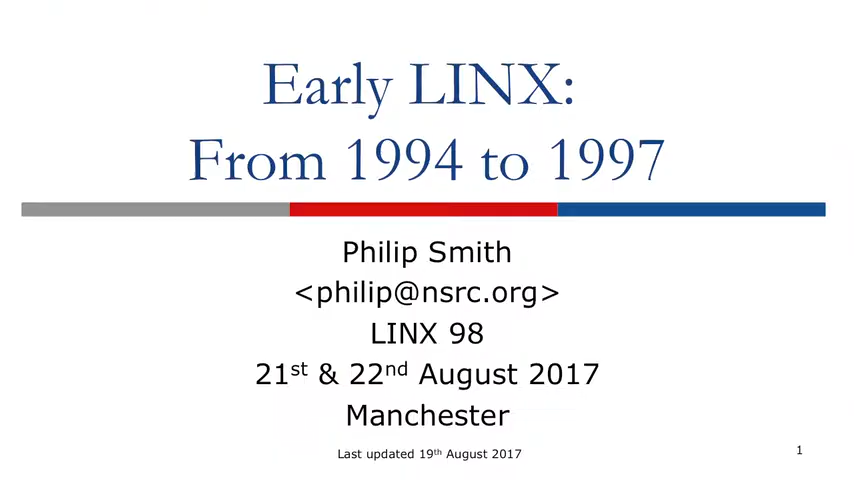 Early LINX:
From 1994 to 1997
Philip Smith
<philip@nsrc.org>
LINX 98
21st & 22nd August 2017
Manchester
Last updated 19th August 2017
1